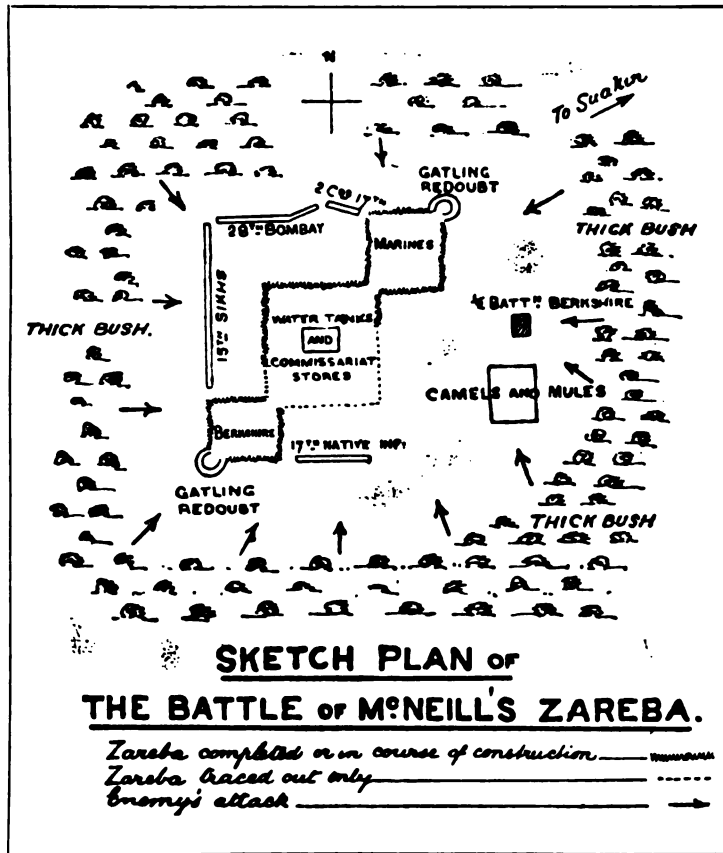 N
To Suakin
GATLING
REDOUBT
2 COS 17TH
28TH BOMBAY
MARINES
THICK BUSH
15TH SIKHS
½ BATTN BERKSHIRE
WATER TANKS
AND
COMMISSARIAT
STORES
THICK BUSH.
CAMELS AND MULES
BERKSHIRE
17TH NATIVE INF:
GATLING
REDOUBT
THICK BUSH
SKETCH PLAN OF
THE BATTLE OF McNEILL'S ZAREBA.
Zareba completed or in course of construction
Zareba traced out only
Enemy's attack